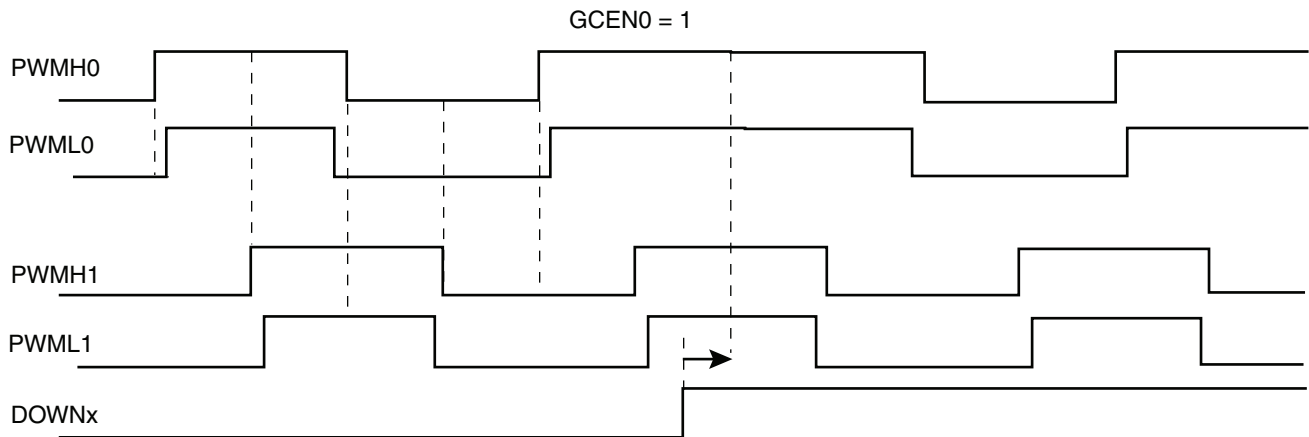 GCEN0 = 1
PWMH0
PWML0
PWMH1
PWML1
DOWNx